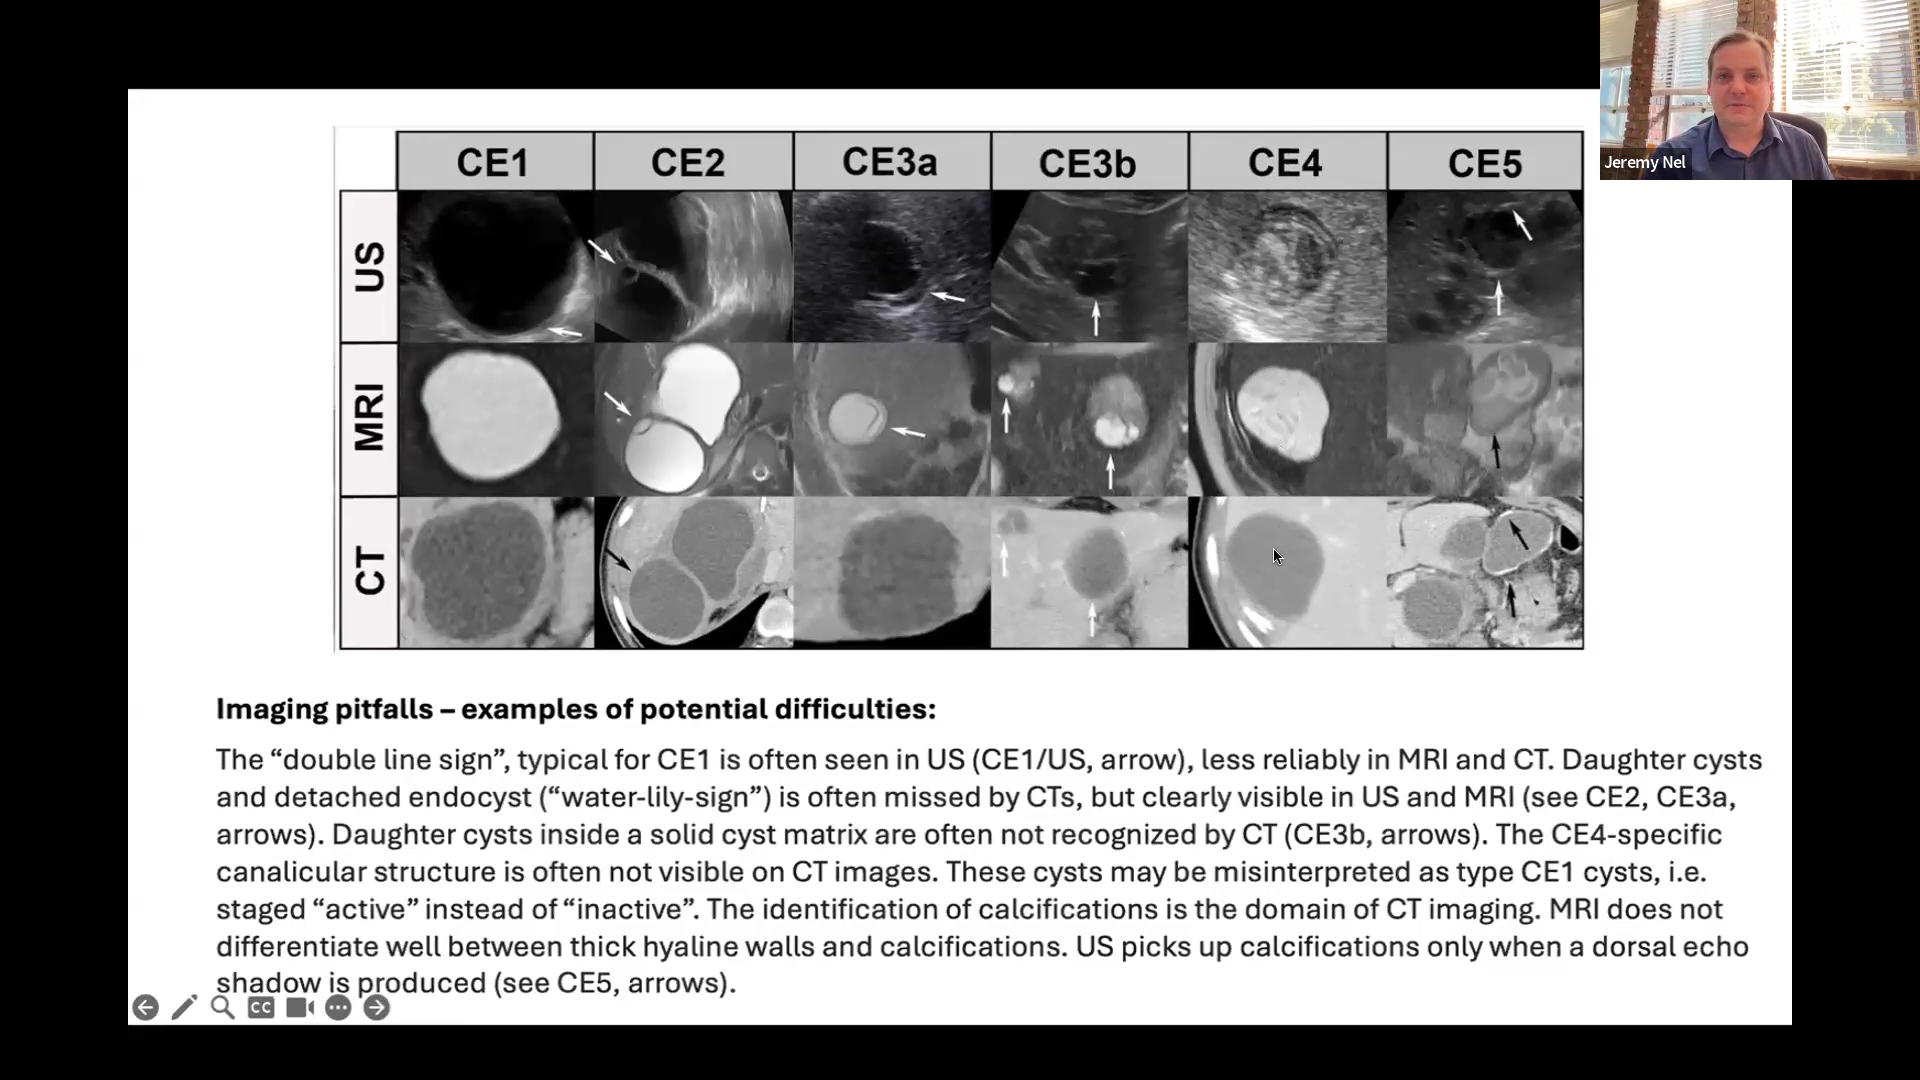 CE1 CE2 CE3a CE3b CE4 CE5
US
MRI
CT
Jeremy Nel
Imaging pitfalls – examples of potential difficulties:
The “double line sign”, typical for CE1 is often seen in US (CE1/US, arrow), less reliably in MRI and CT. Daughter cysts
and detached endocyst (“water-lily-sign”) is often missed by CTs, but clearly visible in US and MRI (see CE2, CE3a,
arrows). Daughter cysts inside a solid cyst matrix are often not recognized by CT (CE3b, arrows). The CE4-specific
canalicular structure is often not visible on CT images. These cysts may be misinterpreted as type CE1 cysts, i.e.
staged “active” instead of “inactive”. The identification of calcifications is the domain of CT imaging. MRI does not
differentiate well between thick hyaline walls and calcifications. US picks up calcifications only when a dorsal echo
shadow is produced (see CE5, arrows).
CC